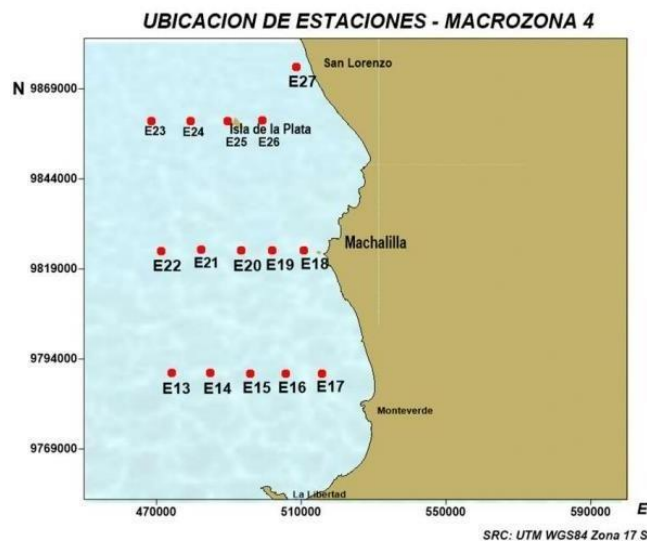 UBICACION DE ESTACIONES - MACROZONA 4
N
9869000
9844000
9819000
9794000
9769000
San Lorenzo
E27
E23
E24
Isla de la Plata
E25
E26
Machalilla
E22
E21
E20
E19
E18
E13
E14
E15
E16
E17
Monteverde
La Libertad
470000
510000
550000
590000
E
SRC: UTM WGS84 Zona 17 S